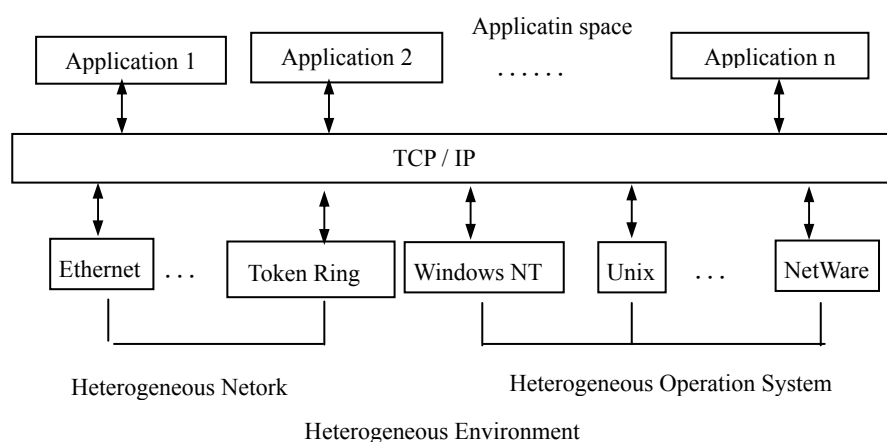 Applicatin space
Application 1
Application 2
. . . . . .
Application n
TCP / IP
Ethernet
. . .
Token Ring
Windows NT
Unix
. . .
NetWare
Heterogeneous Netork
Heterogeneous Operation System
Heterogeneous Environment